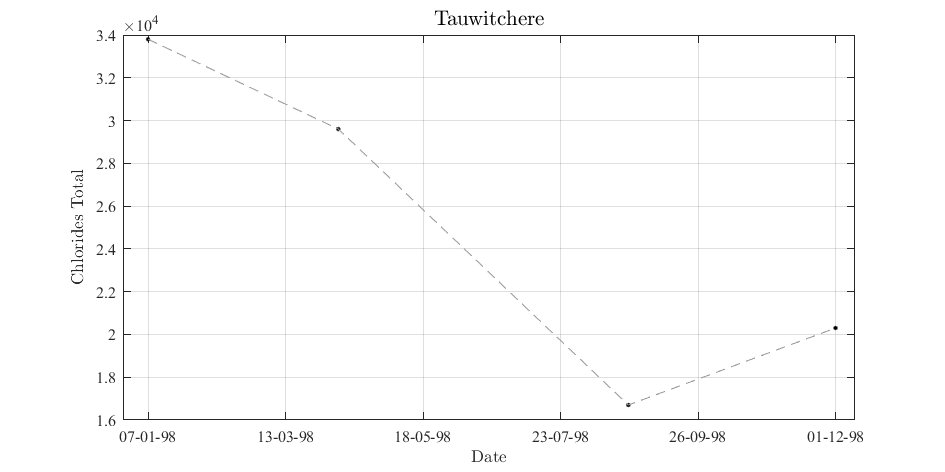 Tauwitchere
×10⁴
3.4
3.2
3
2.8
2.6
2.4
2.2
2
1.8
1.6
Chlorides Total
07-01-98 13-03-98 18-05-98 23-07-98 26-09-98 01-12-98
Date